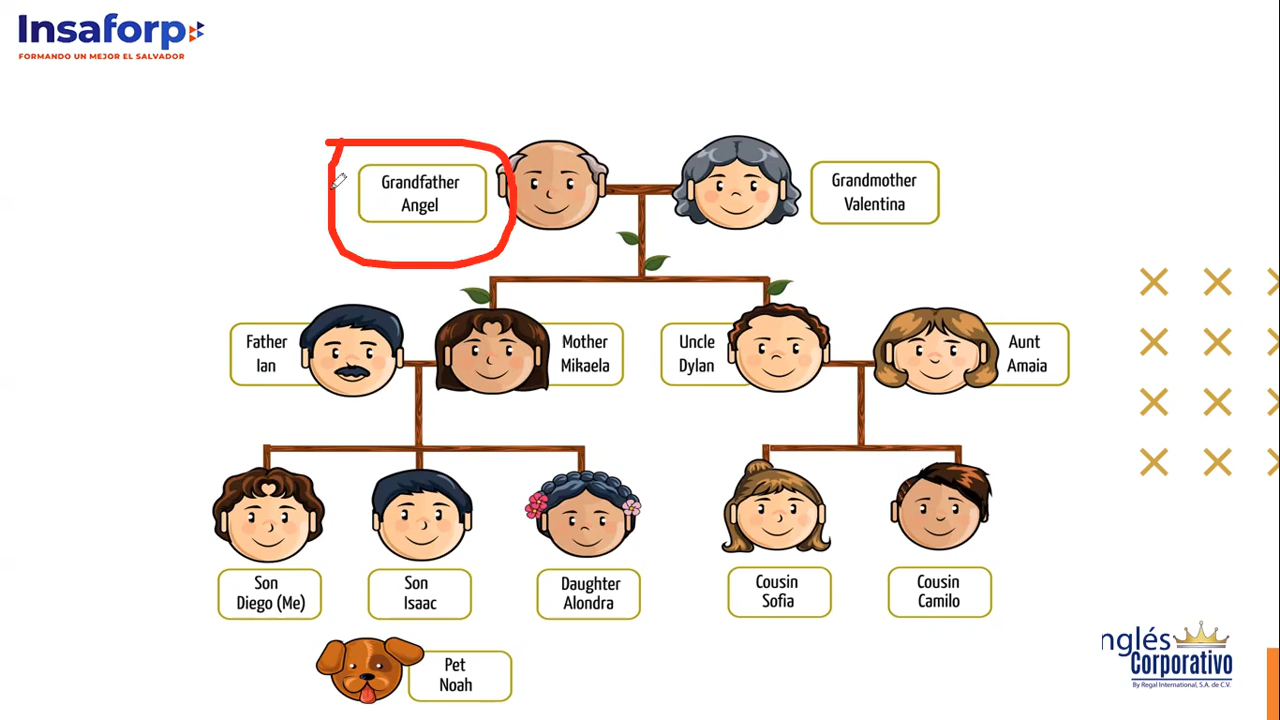 Insaforp
FORMANDO UN MEJOR EL SALVADOR
Grandfather
Angel
Grandmother
Valentina
Father
Ian
Mother
Mikaela
Uncle
Dylan
Aunt
Amaia
Son
Diego (Me)
Son
Isaac
Daughter
Alondra
Cousin
Sofia
Cousin
Camilo
Pet
Noah
nglés
Corporativo
By Regal International, S.A. de C.V.